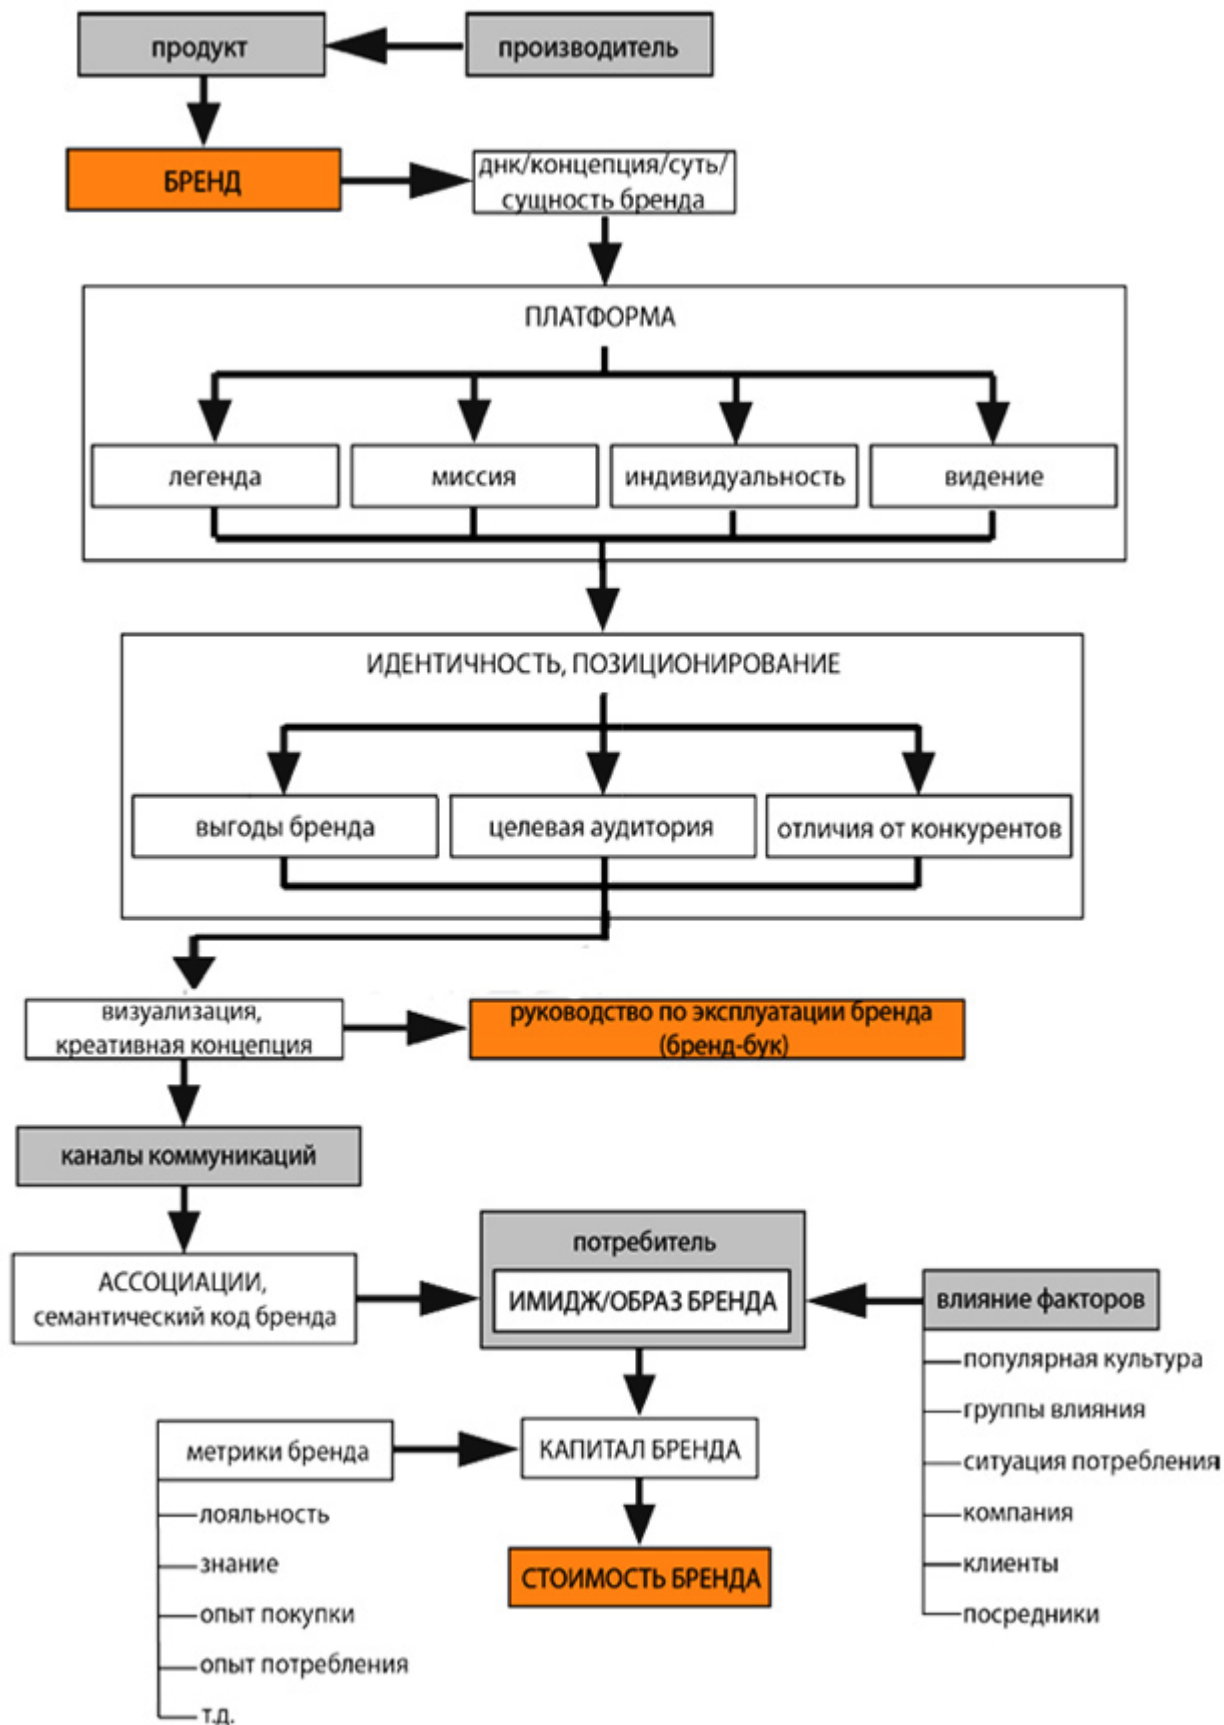 продукт
производитель
БРЕНД
днк/концепция/суть/
сущность бренда
ПЛАТФОРМА
легенда
миссия
индивидуальность
видение
ИДЕНТИЧНОСТЬ, ПОЗИЦИОНИРОВАНИЕ
выгоды бренда
целевая аудитория
отличия от конкурентов
визуализация,
креативная концепция
руководство по эксплуатации бренда
(бренд-бук)
каналы коммуникаций
АССОЦИАЦИИ,
семантический код бренда
потребитель
ИМИДЖ/ОБРАЗ БРЕНДА
влияние факторов
популярная культура
группы влияния
ситуация потребления
компания
клиенты
посредники
метрики бренда
КАПИТАЛ БРЕНДА
лояльность
знание
опыт покупки
опыт потребления
т.д.
СТОИМОСТЬ БРЕНДА